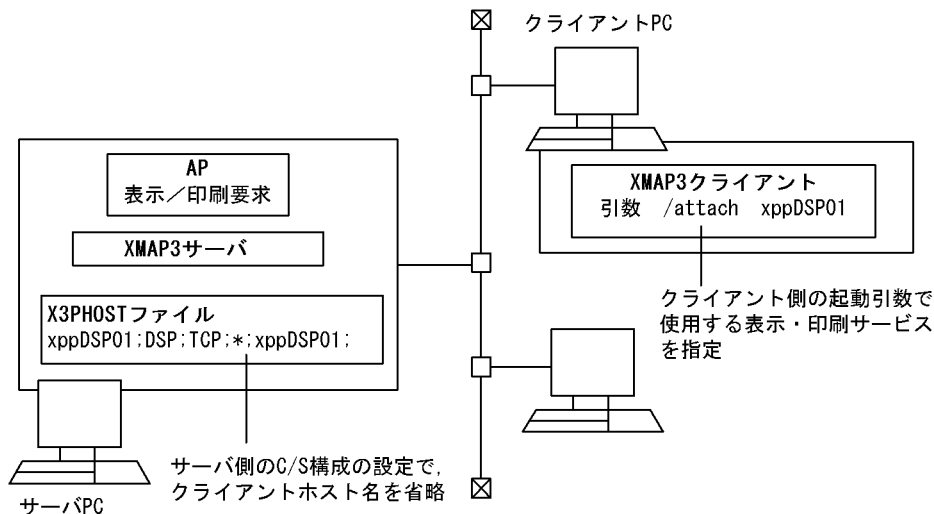 クライアントPC
AP
表示／印刷要求
XMAP3サーバ
X3PHOSTファイル
xppDSP01;DSP;TCP;*;xppDSP01;
サーバ側のC/S構成の設定で,
クライアントホスト名を省略
サーバPC
XMAP3クライアント
引数 /attach xppDSP01
クライアント側の起動引数で
使用する表示・印刷サービス
を指定